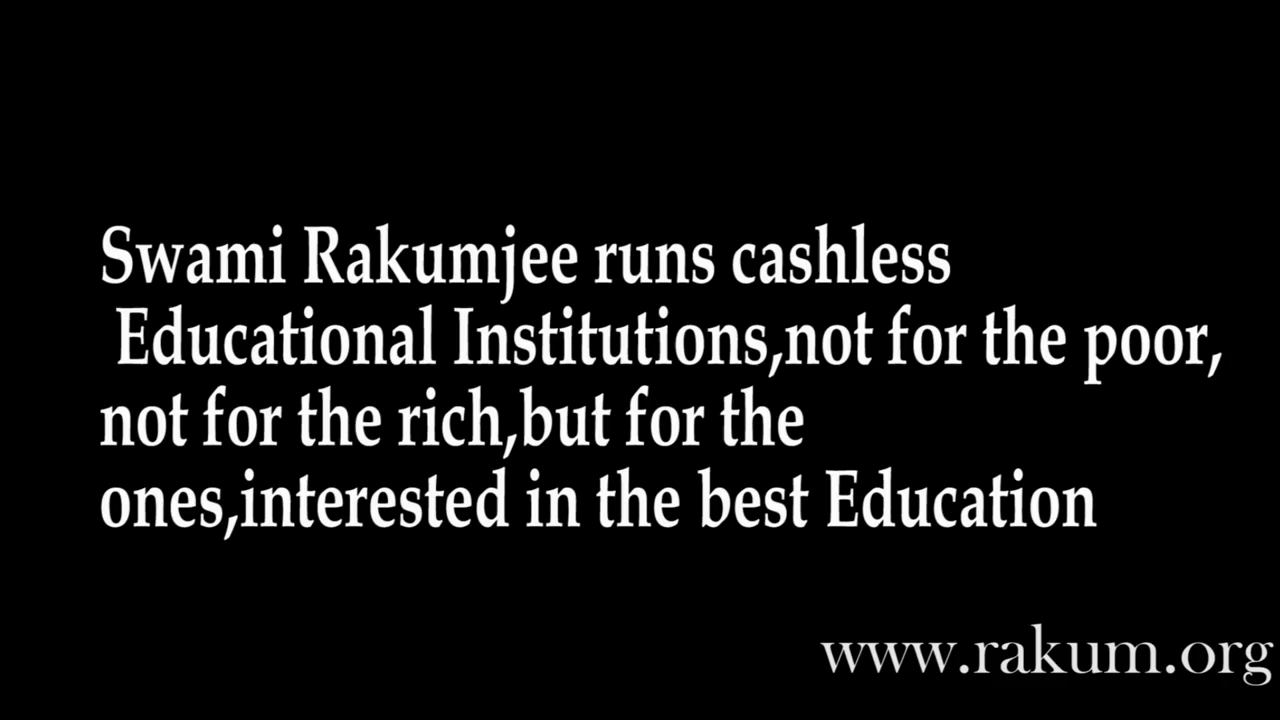 Swami Rakumjee runs cashless
Educational Institutions,not for the poor,
not for the rich,but for the
ones,interested in the best Education
www.rakum.org